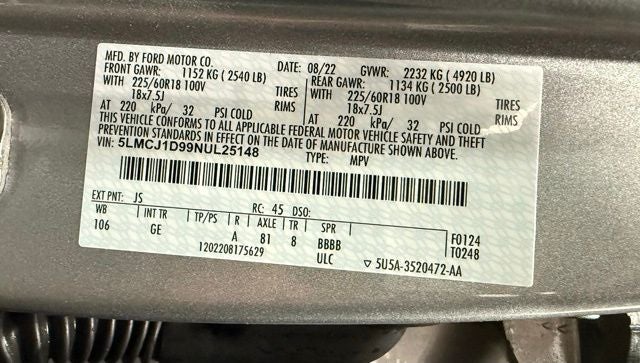 MFD. BY FORD MOTOR CO. DATE: 08/22 GVWR: 2232 KG ( 4920 LB)
FRONT GAWR: 1152 KG ( 2540 LB) REAR GAWR: 1134 KG ( 2500 LB)
WITH 225/60R18 100V TIRES WITH 225/60R18 100V TIRES
18x7.5J RIMS 18x7.5J RIMS
AT 220 kPa/ 32 PSI COLD AT 220 kPa/ 32 PSI COLD
THIS VEHICLE CONFORMS TO ALL APPLICABLE FEDERAL MOTOR VEHICLE SAFETY AND THEFT
PREVENTION STANDARDS IN EFFECT ON THE DATE OF MANUFACTURE SHOWN ABOVE.
VIN: 5LMCJ1D99NUL25148 TYPE: MPV
EXT PNT: JS RC: 45 DSO:
WB INT TR TP/PS R AXLE TR SPR F0124
106 GE A 81 8 BBBB T0248
1202208175629 ULC ▽ 5U5A-3520472-AA